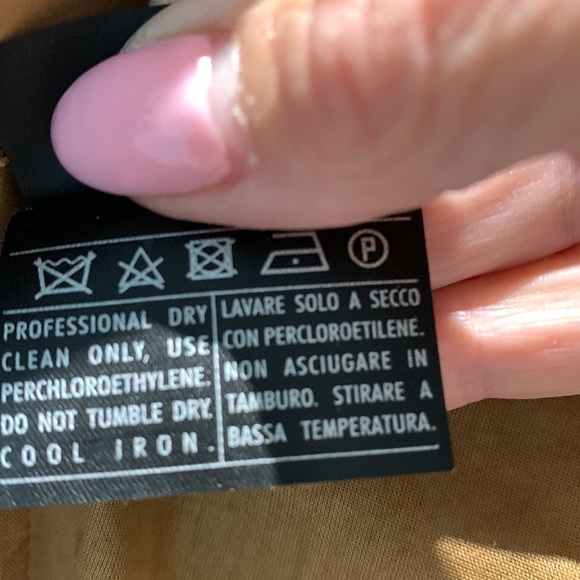 P
PROFESSIONAL DRY
CLEAN ONLY, USE
PERCHLOROETHYLENE.
DO NOT TUMBLE DRY.
COOL IRON.
LAVARE SOLO A SECCO
CON PERCLOROETILENE.
NON ASCIUGARE IN
TAMBURO. STIRARE A
BASSA TEMPERATURA.